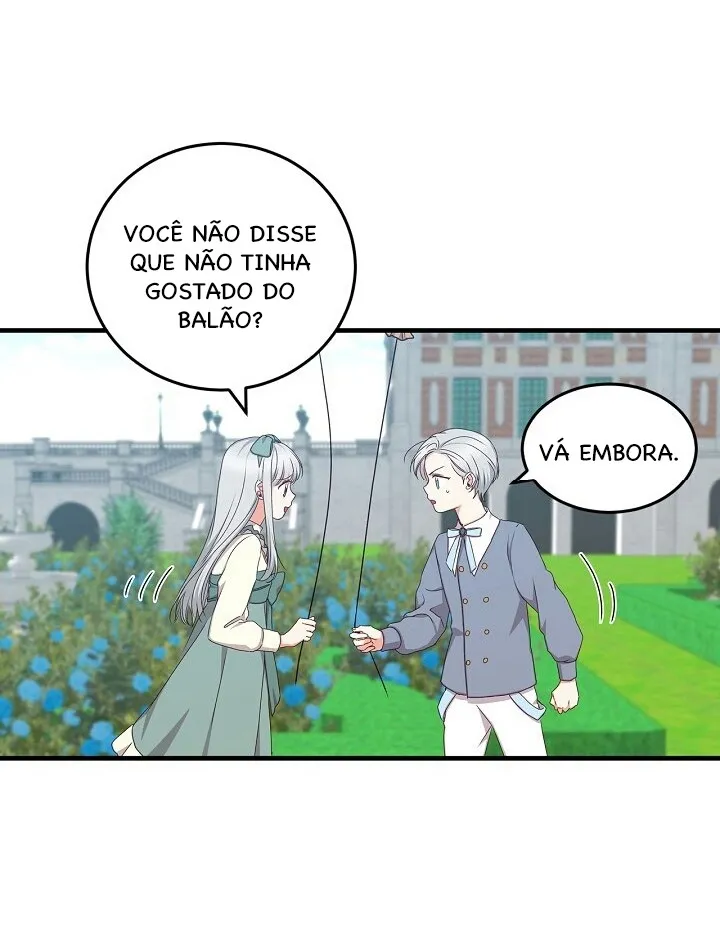 VOCÊ NÃO DISSE
QUE NÃO TINHA
GOSTADO DO
BALÃO?
VÁ EMBORA.